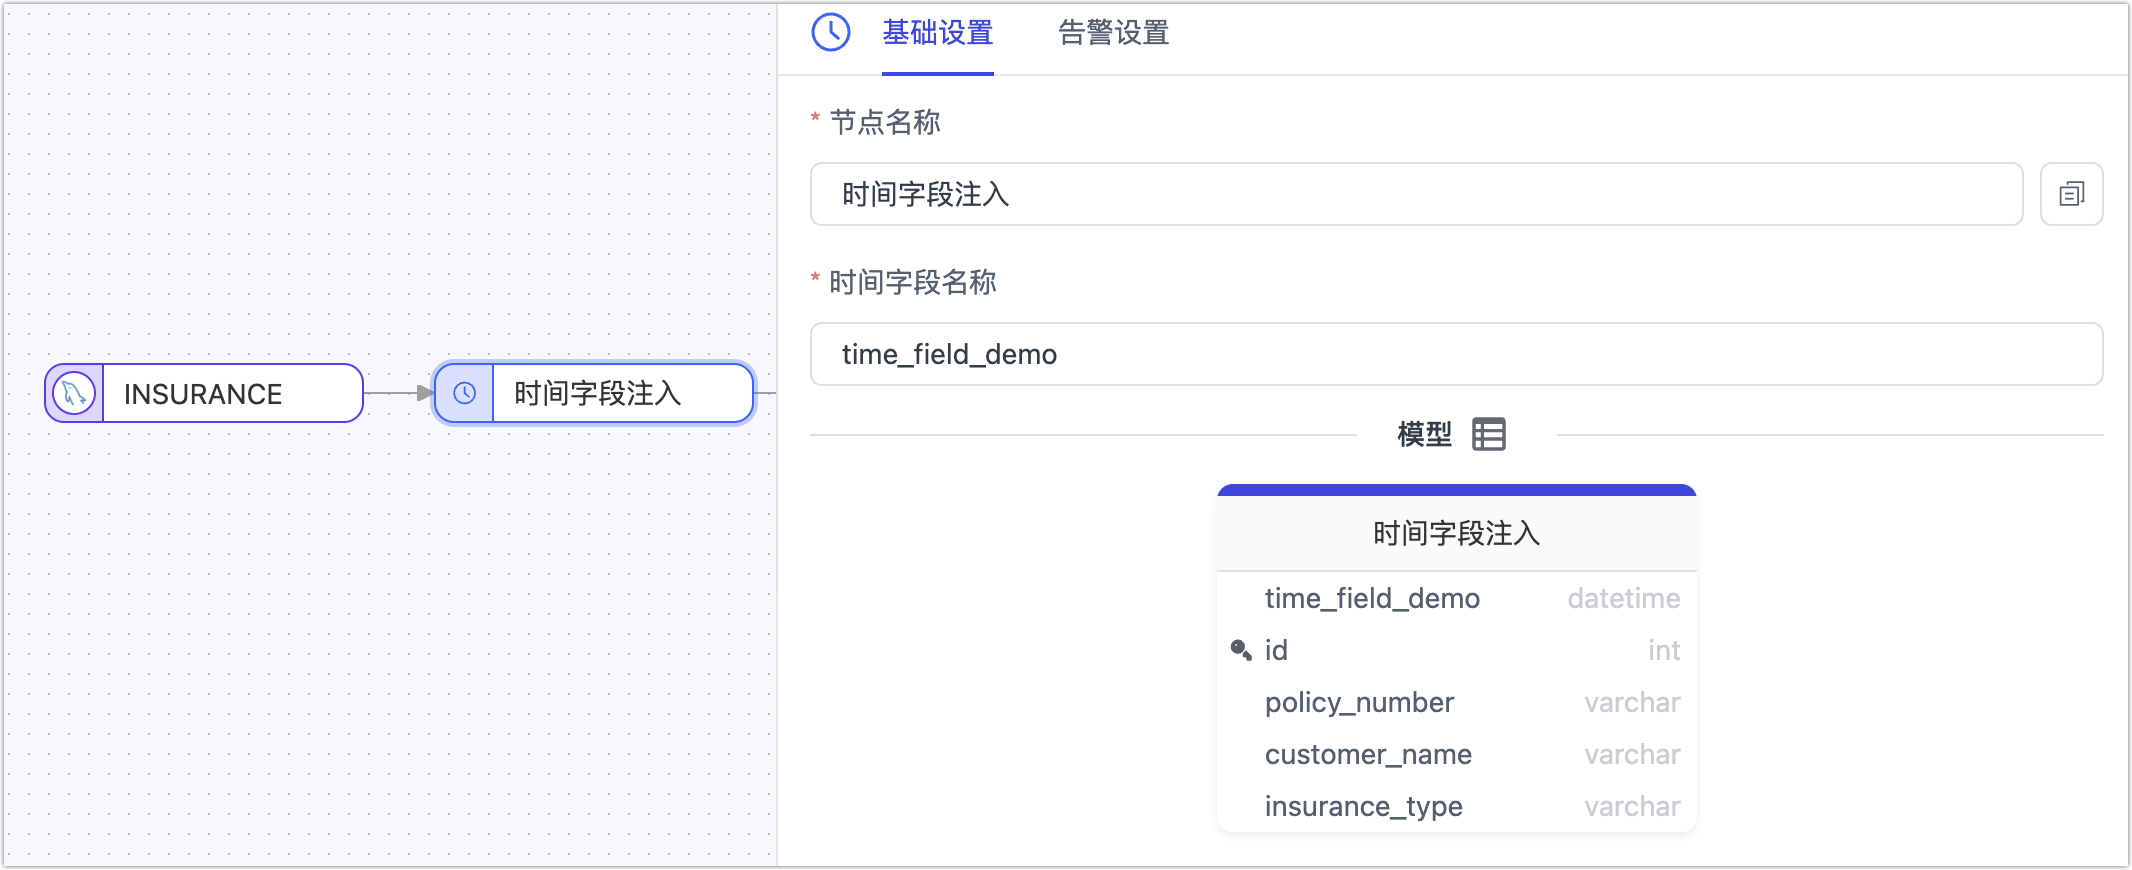 INSURANCE
时间字段注入
基础设置
告警设置
* 节点名称
时间字段注入
* 时间字段名称
time_field_demo
模型
时间字段注入
time_field_demo datetime
id int
policy_number varchar
customer_name varchar
insurance_type varchar